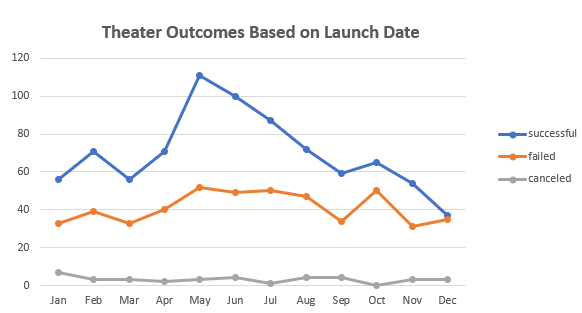 Theater Outcomes Based on Launch Date
120
100
80
60
40
20
0
Jan Feb Mar Apr May Jun Jul Aug Sep Oct Nov Dec
successful
failed
canceled